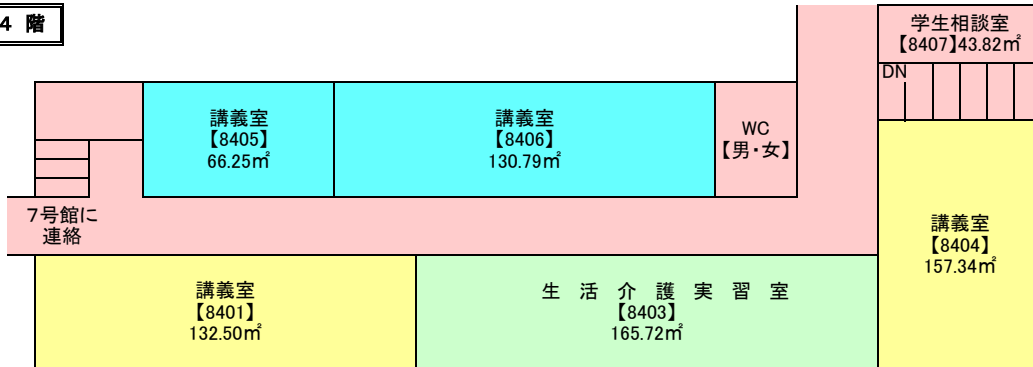 4 階
学生相談室
【8407】43.82㎡
DN
講義室
【8405】
66.25㎡
講義室
【8406】
130.79㎡
WC
【男・女】
7号館に
連絡
講義室
【8404】
157.34㎡
講義室
【8401】
132.50㎡
生 活 介 護 実 習 室
【8403】
165.72㎡